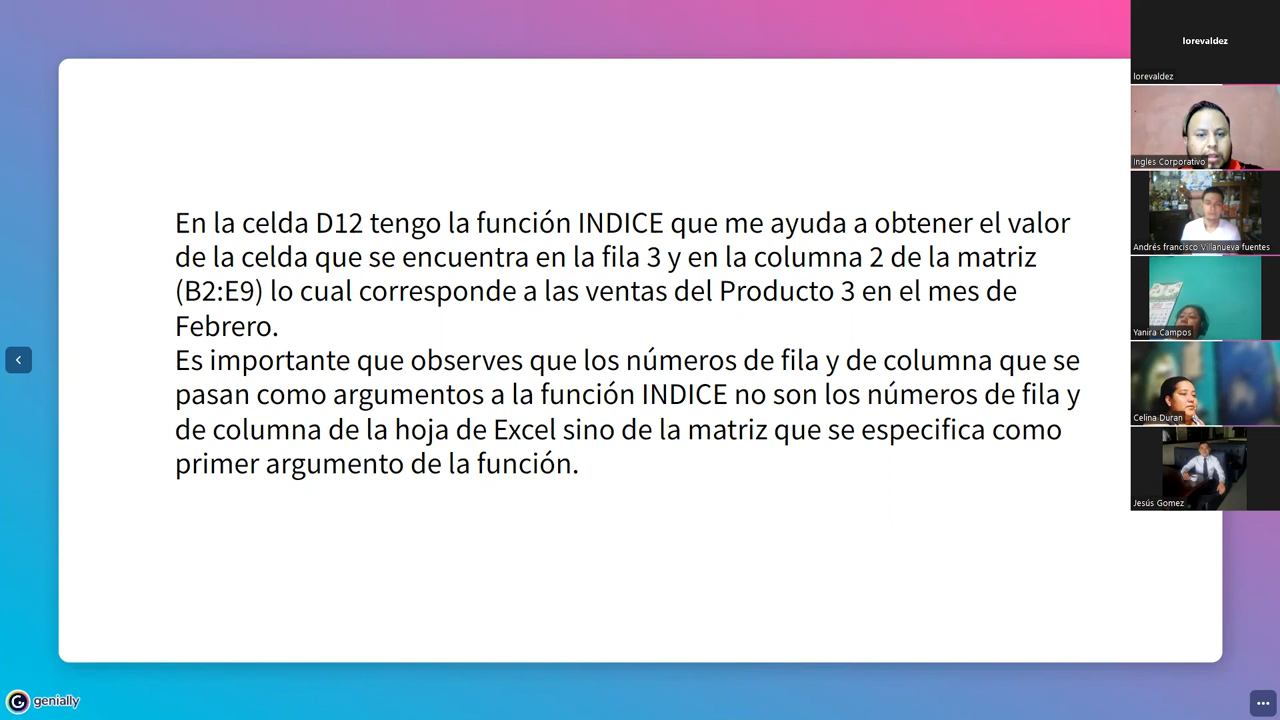 En la celda D12 tengo la función INDICE que me ayuda a obtener el valor
de la celda que se encuentra en la fila 3 y en la columna 2 de la matriz
(B2:E9) lo cual corresponde a las ventas del Producto 3 en el mes de
Febrero.
Es importante que observes que los números de fila y de columna que se
pasan como argumentos a la función INDICE no son los números de fila y
de columna de la hoja de Excel sino de la matriz que se especifica como
primer argumento de la función.
lorevaldez
lorevaldez
Ingles Corporativo
Andrés francisco Villanueva fuentes
Yanira Campos
Celina Duran
Jesús Gomez
genially